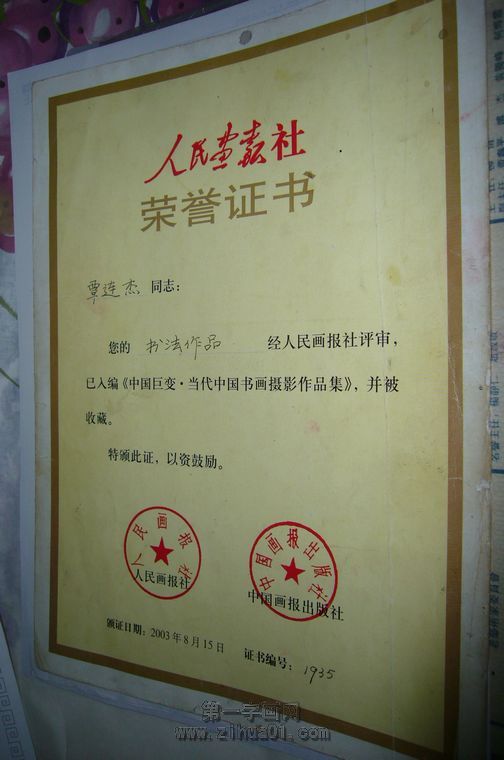 人民画报社
荣誉证书
覃连杰 同志：
您的 书法作品 经人民画报社评审，
已入编《中国巨变·当代中国书画摄影作品集》，并被
收藏。
特颁此证，以资鼓励。
人民画报社
中国画报出版社
人民画报社
中国画报出版社
颁证日期：2003年8月15日 证书编号：1935
第一字画网
www.zihua01.com